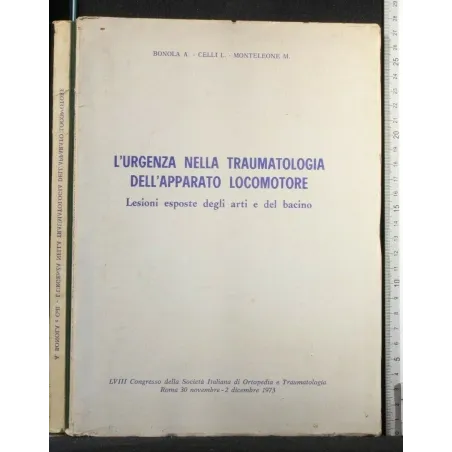 BONOLA A. - CELLI L. - MONTELEONE M.
L'URGENZA NELLA TRAUMATOLOGIA
DELL'APPARATO LOCOMOTORE
Lesioni esposte degli arti e del bacino
LVIII Congresso della Società Italiana di Ortopedia e Traumatologia
Roma 30 novembre - 2 dicembre 1973